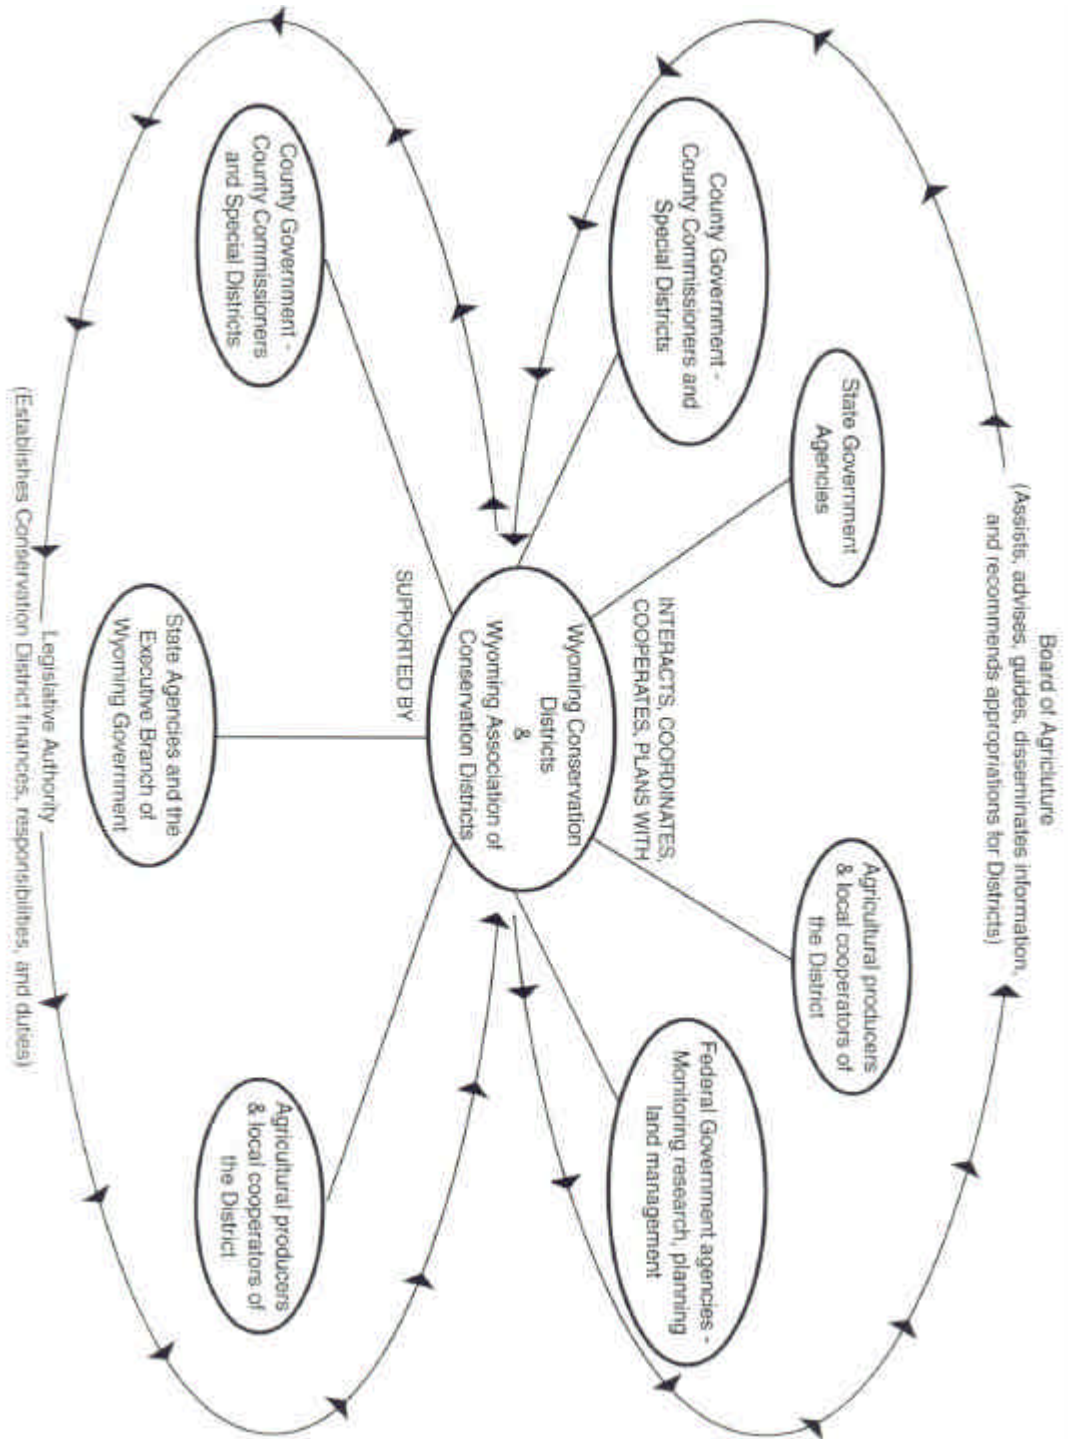 Board of Agricluture
(Assists, advises, guides, disseminates information,
and recommends appropriations for Districts)
State Government
Agencies
Agricultural producers
& local cooperators of
the District
County Government -
County Commissioners and
Special Districts
Federal Government agencies -
Monitoring research, planning
land management
INTERACTS, COORDINATES,
COOPERATES, PLANS WITH
Wyoming Conservation
Districts
&
Wyoming Association of
Conservation Districts
SUPPORTED BY
County Government -
County Commissioners
and Special Districts
State Agencies and the
Executive Branch of
Wyoming Government
Agricultural producers
& local cooperators of
the District
Legislative Authority
(Establishes Conservation District finances, responsibilities, and duties)